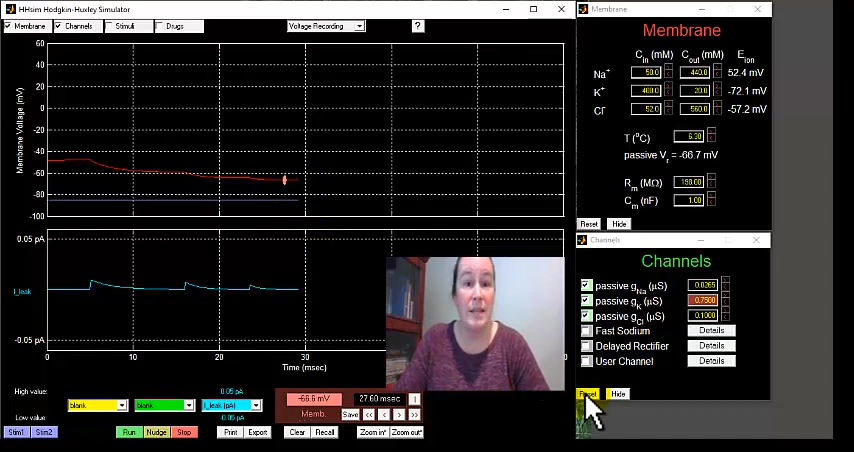 HHsim Hodgkin-Huxley Simulator
Membrane Channels Stimuli Drugs Voltage Recording ?
60
40
20
0
-20
-40
-60
-80
-100
Membrane Voltage (mV)
0.05 pA
I_leak
-0.05 pA
0 10 20 30
Time (msec)
High value: 0.05 pA
blank blank I_leak (pA)
Low value: -0.05 pA
-66.6 mV 27.60 msec
Memb. Save << < > >>
Stim1 Stim2 Run Nudge Stop Print Export Clear Recall Zoom in* Zoom out*
Membrane
Membrane
Cin (mM) Cout (mM) Eion
Na+ 50.0 440.0 52.4 mV
K+ 400.0 20.0 -72.1 mV
Cl- 52.0 560.0 -57.2 mV
T (°C) 6.30
passive Vr = -66.7 mV
Rm (MΩ) 198.00
Cm (nF) 1.00
Reset Hide
Channels
Channels
passive gNa (μS) 0.0265
passive gK (μS) 0.7500
passive gCl (μS) 0.1000
Fast Sodium Details
Delayed Rectifier Details
User Channel Details
Reset Hide